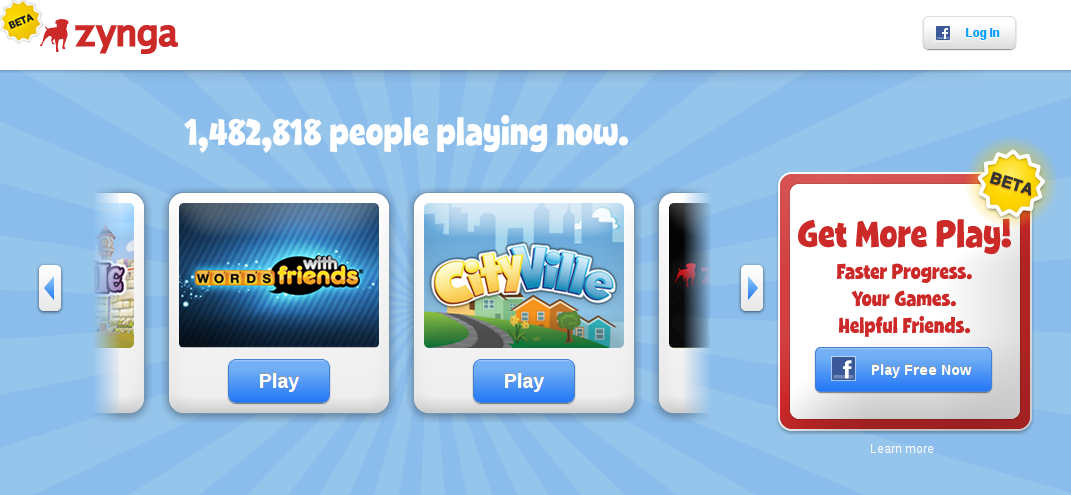 BETA
zynga
Log In
1,482,818 people playing now.
BETA
WORDS with friends
CityVille
Get More Play!
Faster Progress.
Your Games.
Helpful Friends.
Play
Play
Play Free Now
Learn more